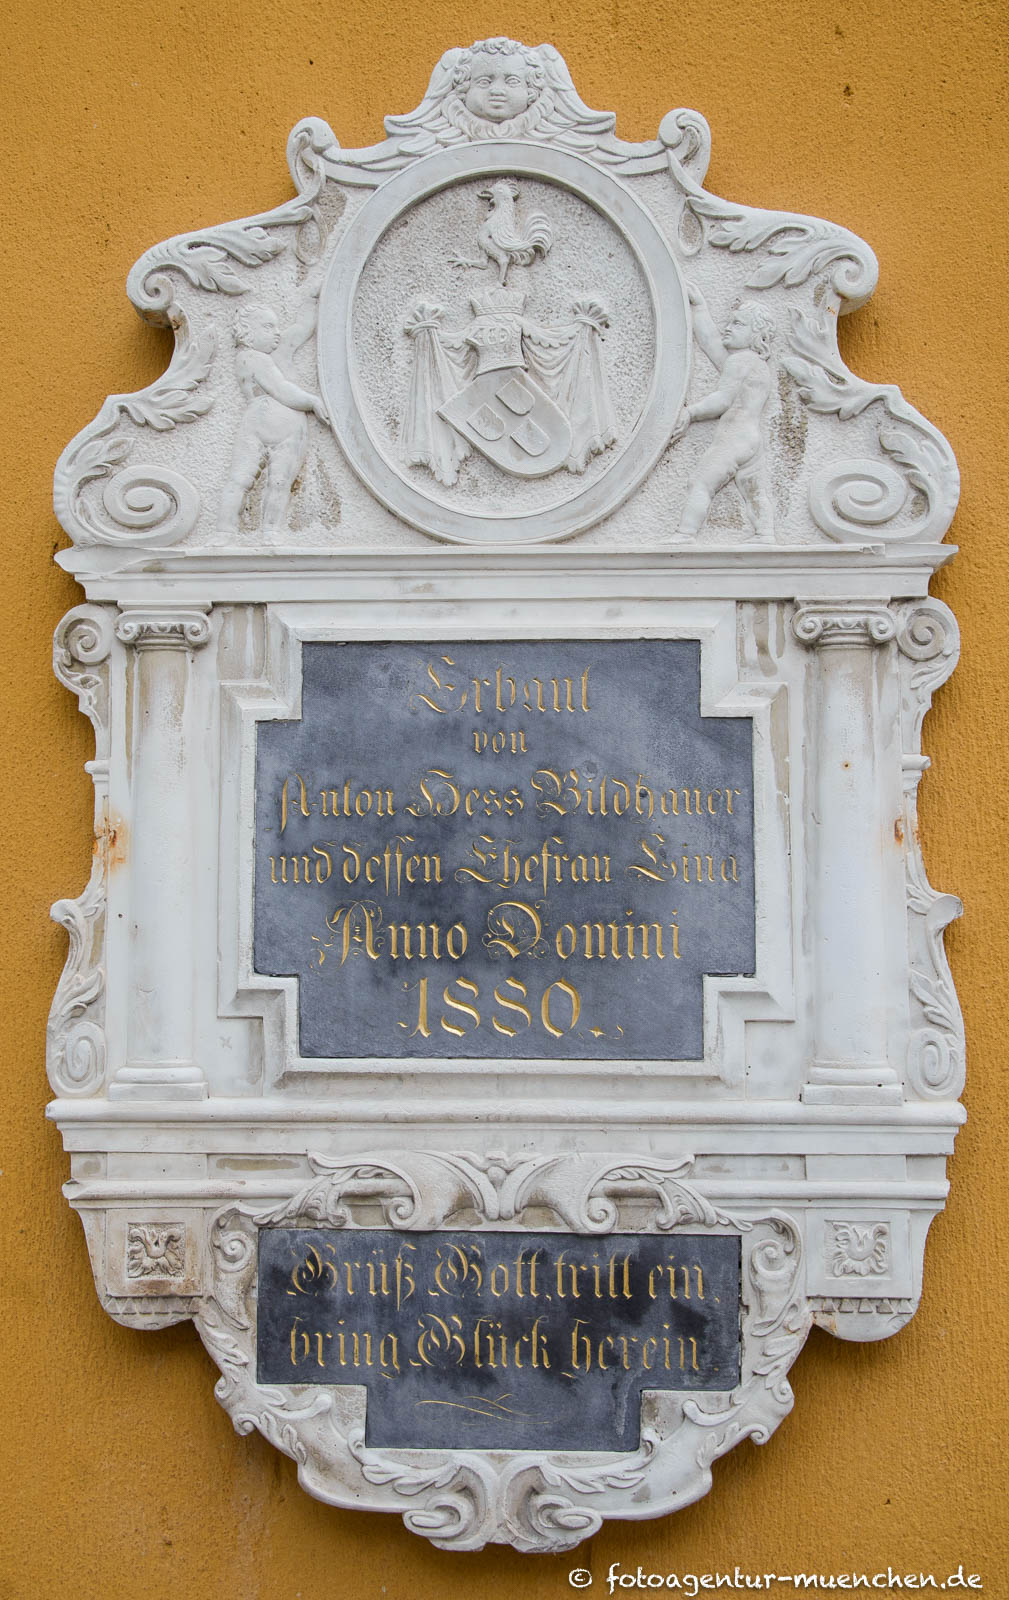 Erbaut
von
Anton Hess Bildhauer
und dessen Ehefrau Lina
Anno Domini
1880.
Grüß Gott, tritt ein,
bring Glück herein.
© fotoagentur-muenchen.de